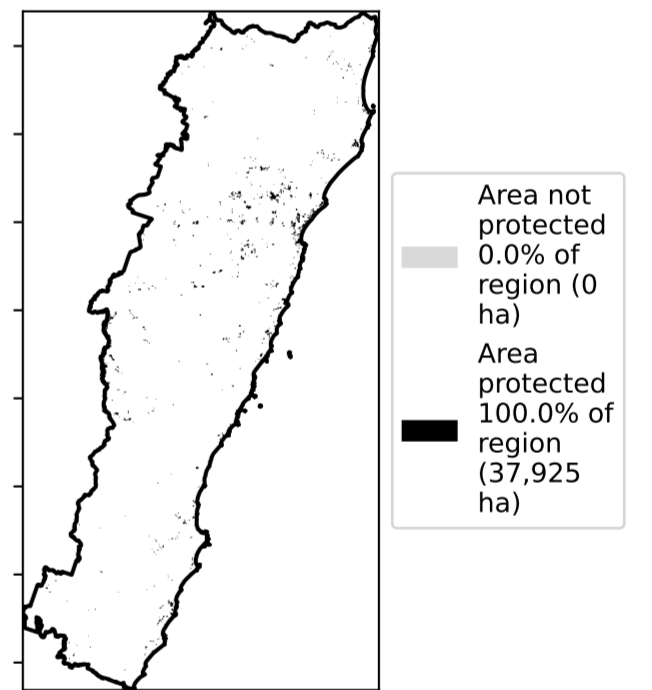 Area not
protected
0.0% of
region (0
ha)
Area
protected
100.0% of
region
(37,925
ha)